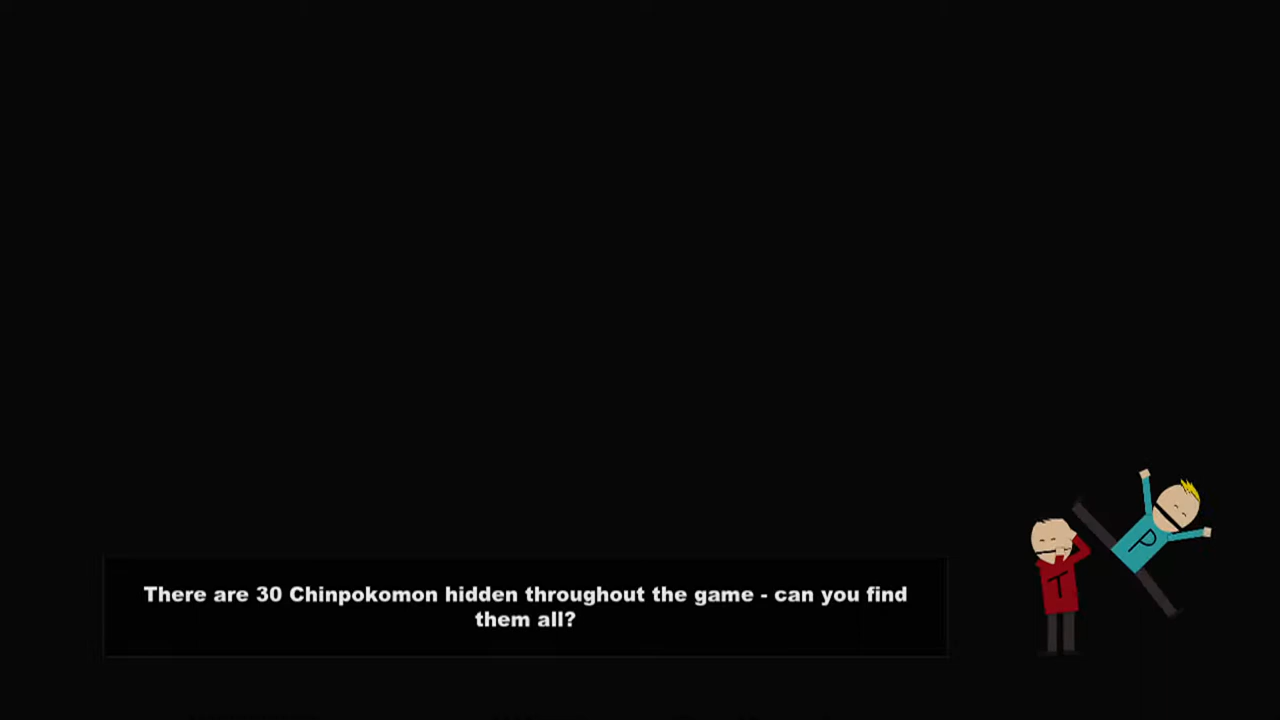 There are 30 Chinpokomon hidden throughout the game - can you find
them all?
T
P